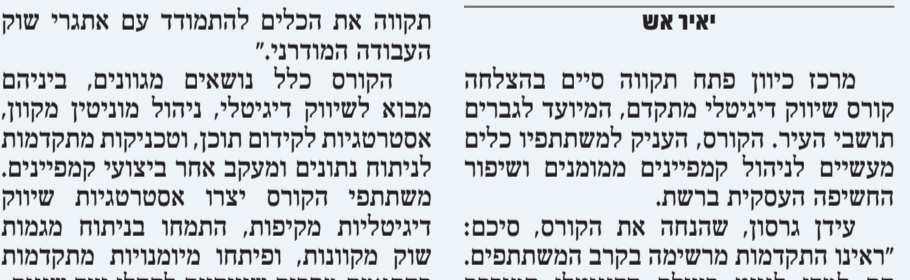 יאיר אש
מרכז כיוון פתח תקווה סיים בהצלחה
קורס שיווק דיגיטלי מתקדם, המיועד לגברים
תושבי העיר. הקורס, העניק למשתתפיו כלים
מעשיים לניהול קמפיינים ממומנים ושיפור
החשיפה העסקית ברשת.
עידן גרסון, שהנחה את הקורס, סיכם:
"ראינו התקדמות מרשימה בקרב המשתתפים.
תקווה את הכלים להתמודד עם אתגרי שוק
העבודה המודרני."
הקורס כלל נושאים מגוונים, ביניהם
מבוא לשיווק דיגיטלי, ניהול מוניטין מקוון,
אסטרטגיות לקידום תוכן, וטכניקות מתקדמות
לניתוח נתונים ומעקב אחר ביצועי קמפיינים.
משתתפי הקורס יצרו אסטרטגיות שיווק
דיגיטליות מקיפות, התמחו בניתוח מגמות
שוק מקוונות, ופיתחו מיומנויות מתקדמות